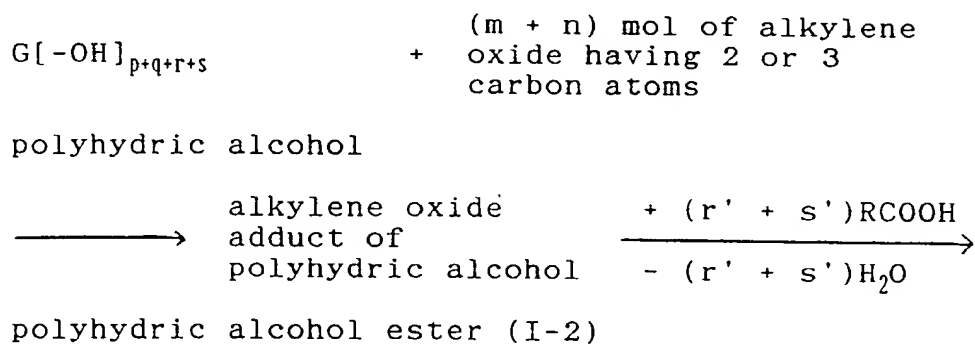 (m + n) mol of alkylene
G[-OH]p+q+r+s + oxide having 2 or 3
carbon atoms
polyhydric alcohol
alkylene oxide + (r' + s')RCOOH
adduct of
polyhydric alcohol - (r' + s')H2O
polyhydric alcohol ester (I-2)